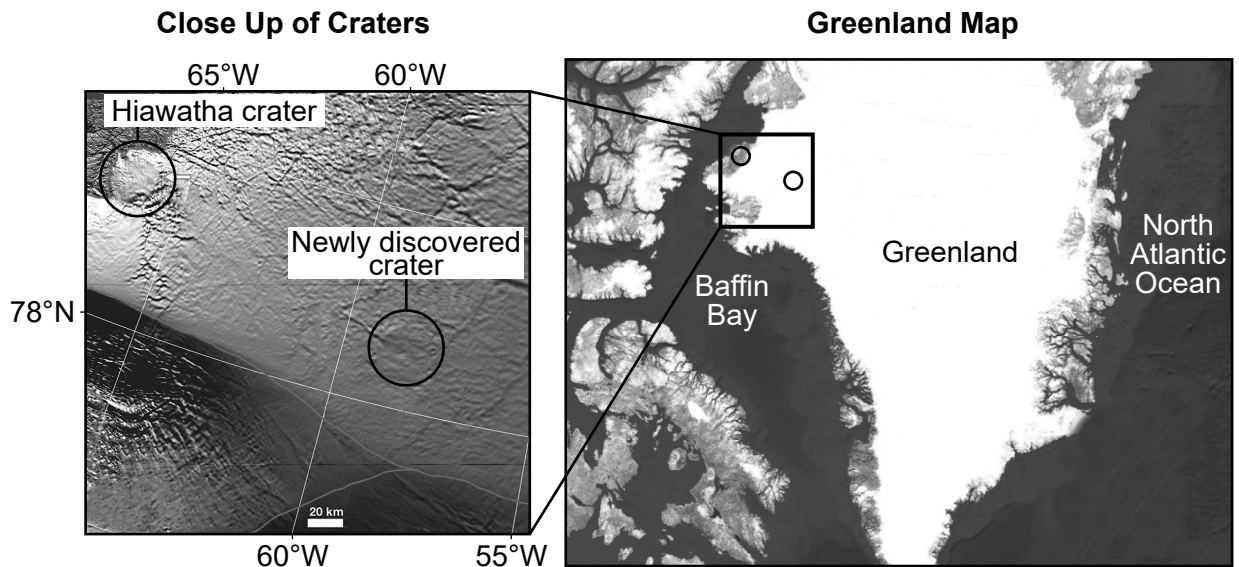 Close Up of Craters
65°W
60°W
Hiawatha crater
Newly discovered
crater
78°N
20 km
60°W
55°W
Greenland Map
Greenland
Baffin
Bay
North
Atlantic
Ocean